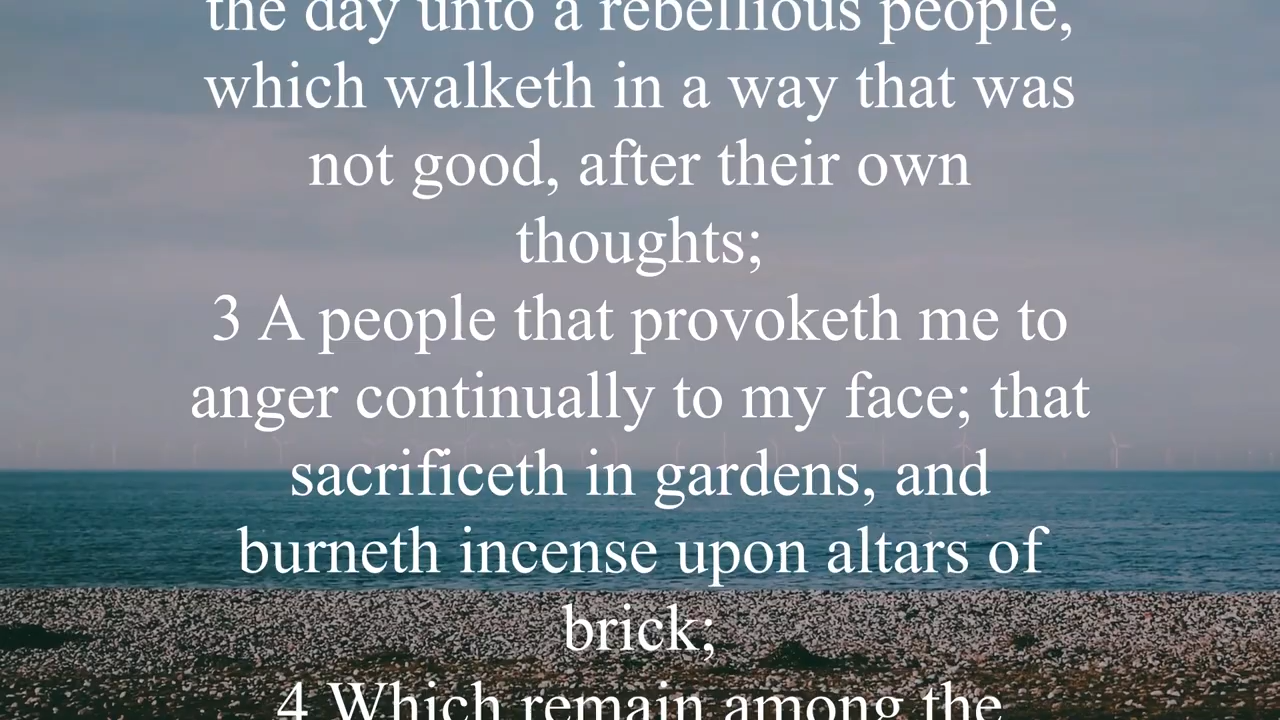 the day unto a rebellious people,
which walketh in a way that was
not good, after their own
thoughts;
3 A people that provoketh me to
anger continually to my face; that
sacrificeth in gardens, and
burneth incense upon altars of
brick;
4 Which remain among the